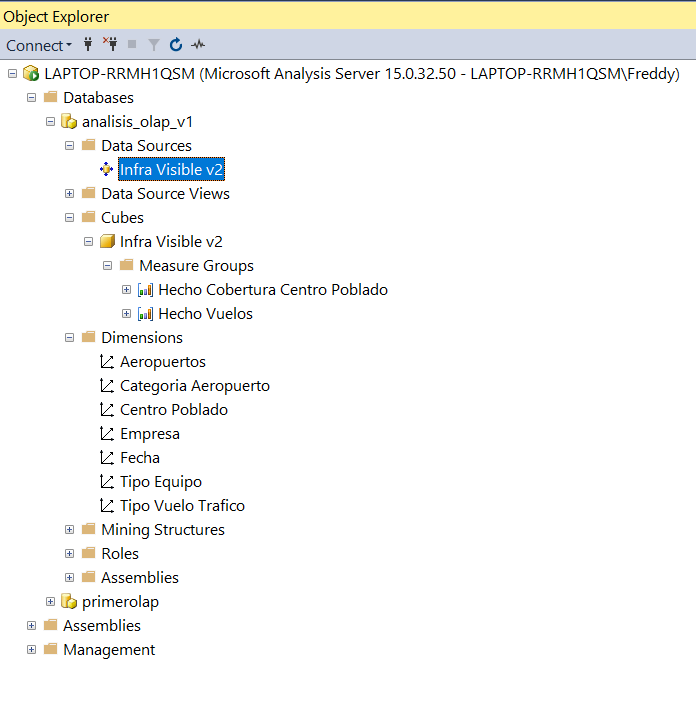 Object Explorer
Connect
LAPTOP-RRMH1QSM (Microsoft Analysis Server 15.0.32.50 - LAPTOP-RRMH1QSM\Freddy)
Databases
analisis_olap_v1
Data Sources
Infra Visible v2
Data Source Views
Cubes
Infra Visible v2
Measure Groups
Hecho Cobertura Centro Poblado
Hecho Vuelos
Dimensions
Aeropuertos
Categoria Aeropuerto
Centro Poblado
Empresa
Fecha
Tipo Equipo
Tipo Vuelo Trafico
Mining Structures
Roles
Assemblies
primerolap
Assemblies
Management